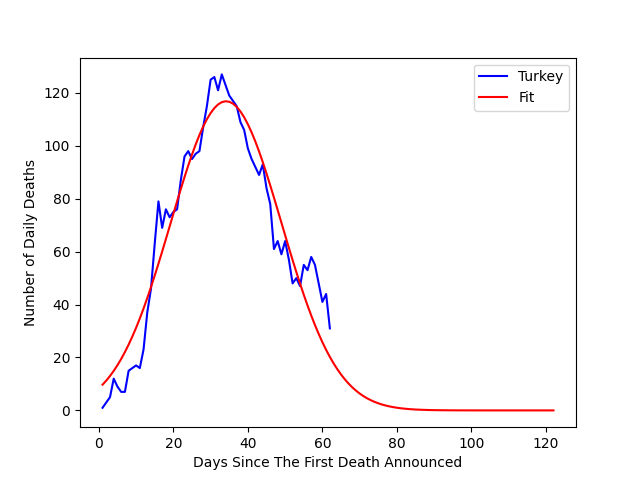 Turkey
Fit
Number of Daily Deaths
120
100
80
60
40
20
0
0 20 40 60 80 100 120
Days Since The First Death Announced